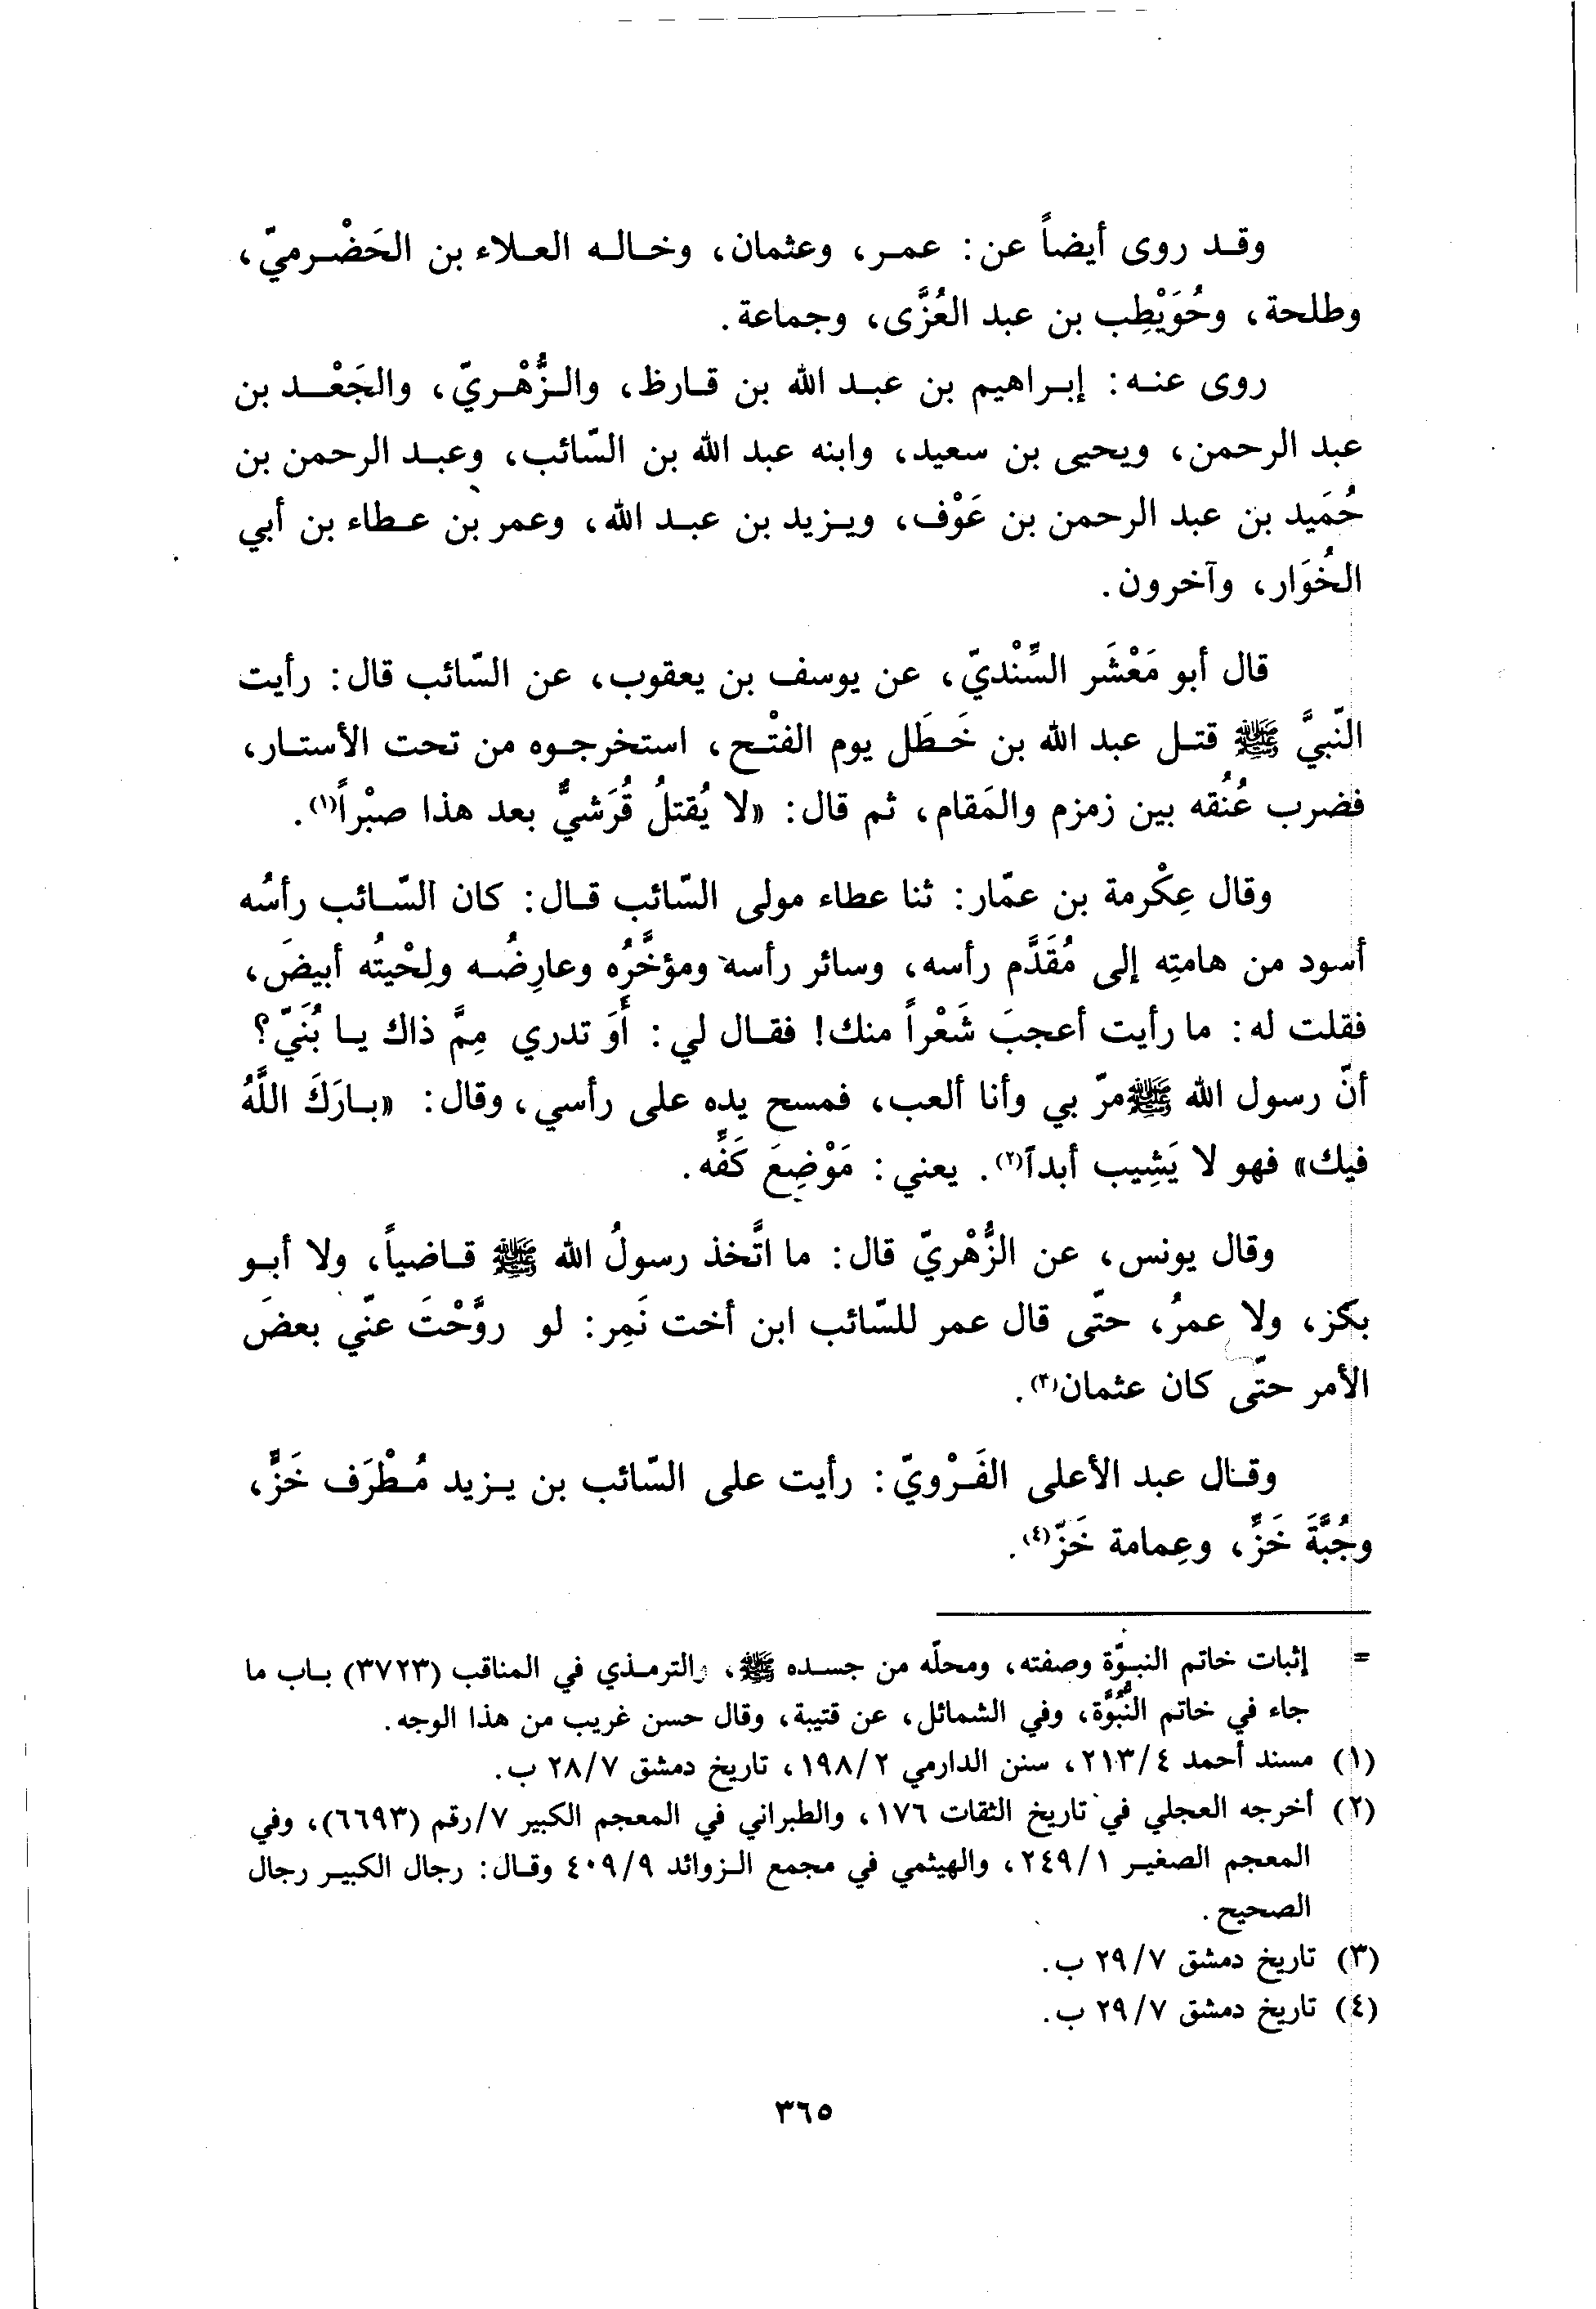 وقد روى أيضاً عن: عمر، وعثمان، وخاله العلاء بن الحَضْرميّ،
وطلحة، وحُوَيْطِب بن عبد العُزَّى، وجماعة.
روى عنه: إبراهيم بن عبد الله بن قارظ، والزُّهْريّ، والجَعْد بن
عبد الرحمن، ويحيى بن سعيد، وابنه عبد الله بن السّائب، وعبد الرحمن بن
حُمَيد بن عبد الرحمن بن عَوْف، ويزيد بن عبد الله، وعمر بن عطاء بن أبي
الخُوَار، وآخرون.
قال أبو مَعْشَر السِّنْديّ، عن يوسف بن يعقوب، عن السّائب قال: رأيت
النّبيَّ ﷺ قتل عبد الله بن خَطَل يوم الفتْح، استخرجوه من تحت الأستار،
فضرب عُنُقه بين زمزم والمَقام، ثم قال: «لا يُقتلُ قُرَشيٌّ بعد هذا صبْراً(١).
وقال عِكْرمة بن عمّار: ثنا عطاء مولى السّائب قال: كان السّائب رأسُه
أسود من هامتِه إلى مُقَدَّم رأسه، وسائر رأسه ومؤخَّرُه وعارِضُه ولِحْيتُه أبيضَ،
فقلت له: ما رأيت أعجبَ شَعْراً منك! فقال لي: أَوَ تدري مِمَّ ذاك يا بُنَيّ؟
أنّ رسول الله ﷺ مرّ بي وأنا ألعب، فمسح يده على رأسي، وقال: «بارَكَ اللَّهُ
فيك» فهو لا يَشِيب أبداً(٢). يعني: مَوْضِعَ كَفِّه.
وقال يونس، عن الزُّهْريّ قال: ما اتَّخذ رسولُ الله ﷺ قاضياً، ولا أبو
بكر، ولا عمرُ، حتّى قال عمر للسّائب ابن أخت نَمِر: لو روَّحْتَ عنّي بعضَ
الأمر حتّى كان عثمان(٣).
وقال عبد الأعلى الفَرْويّ: رأيت على السّائب بن يزيد مُطْرَف خَزٍّ،
وجُبَّةَ خَزٍّ، وعِمامة خَزّ(٤).
= إثبات خاتم النبوّة وصفته، ومحلّه من جسده ﷺ، والترمذي في المناقب (٣٧٢٣) باب ما
جاء في خاتم النُّبُوَّة، وفي الشمائل، عن قتيبة، وقال حسن غريب من هذا الوجه.
(١) مسند أحمد ٢١٣/٤، سنن الدارمي ١٩٨/٢، تاريخ دمشق ٢٨/٧ ب.
(٢) أخرجه العجلي في تاريخ الثقات ١٧٦، والطبراني في المعجم الكبير ٧/رقم (٦٦٩٣)، وفي
المعجم الصغير ٢٤٩/١، والهيثمي في مجمع الزوائد ٤٠٩/٩ وقال: رجال الكبير رجال
الصحيح.
(٣) تاريخ دمشق ٢٩/٧ ب.
(٤) تاريخ دمشق ٢٩/٧ ب.
٣٦٥